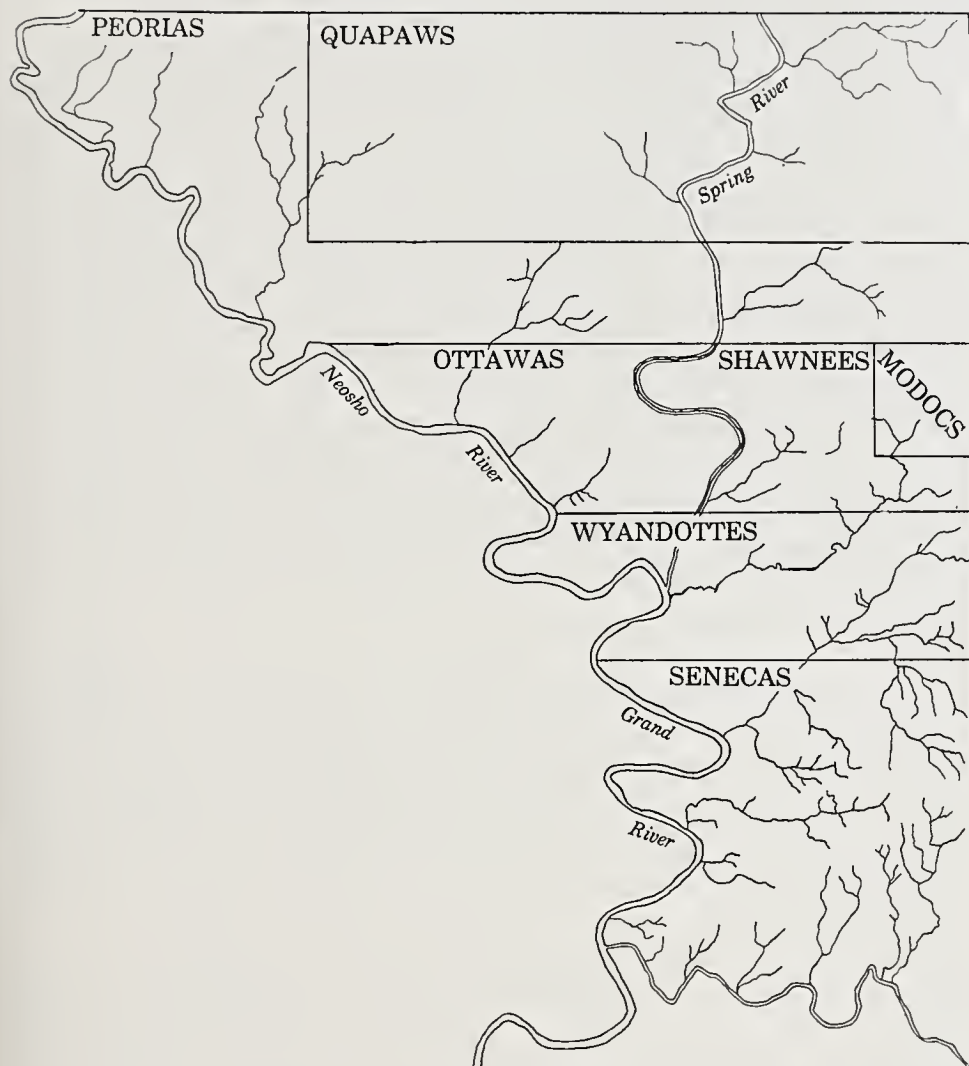 PEORIAS
QUAPAWS
River
Spring
OTTAWAS
SHAWNEES
MODOCS
Neosho
River
WYANDOTTES
SENECAS
Grand
River